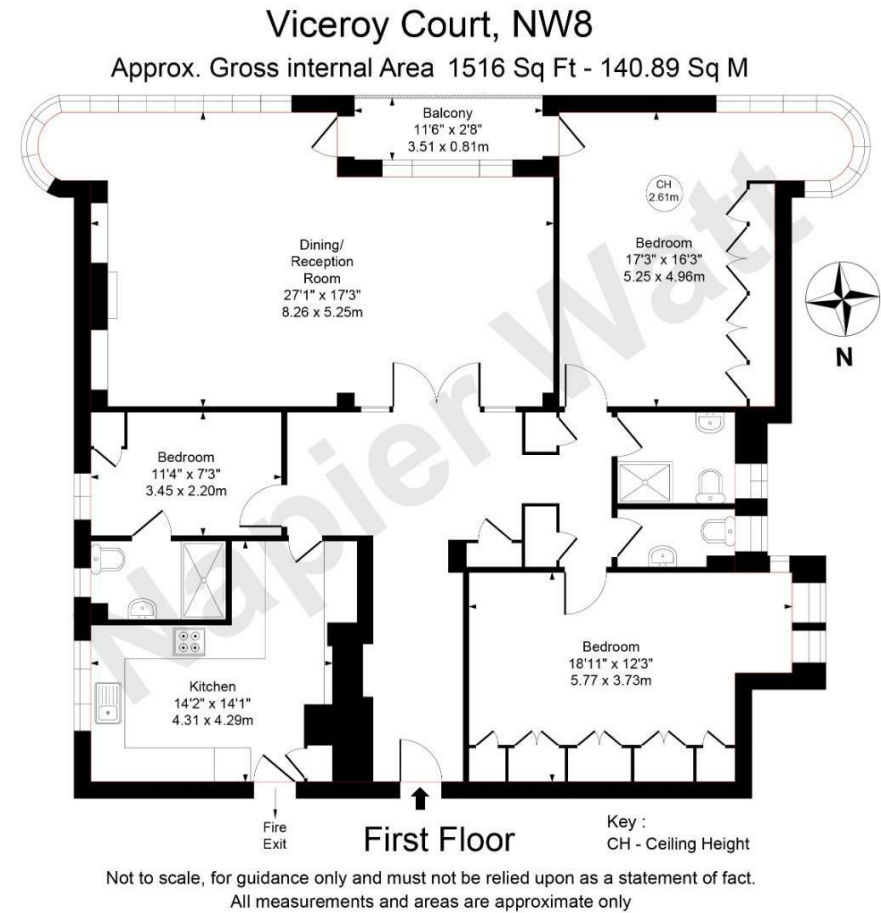 Viceroy Court, NW8
Approx. Gross internal Area 1516 Sq Ft - 140.89 Sq M
Balcony
11'6" x 2'8"
3.51 x 0.81m
CH
2.61m
Dining/
Reception
Room
27'1" x 17'3"
8.26 x 5.25m
Bedroom
17'3" x 16'3"
5.25 x 4.96m
N
Bedroom
11'4" x 7'3"
3.45 x 2.20m
Kitchen
14'2" x 14'1"
4.31 x 4.29m
Bedroom
18'11" x 12'3"
5.77 x 3.73m
Napier Watt
Fire
Exit
First Floor
Key :
CH - Ceiling Height
Not to scale, for guidance only and must not be relied upon as a statement of fact.
All measurements and areas are approximate only